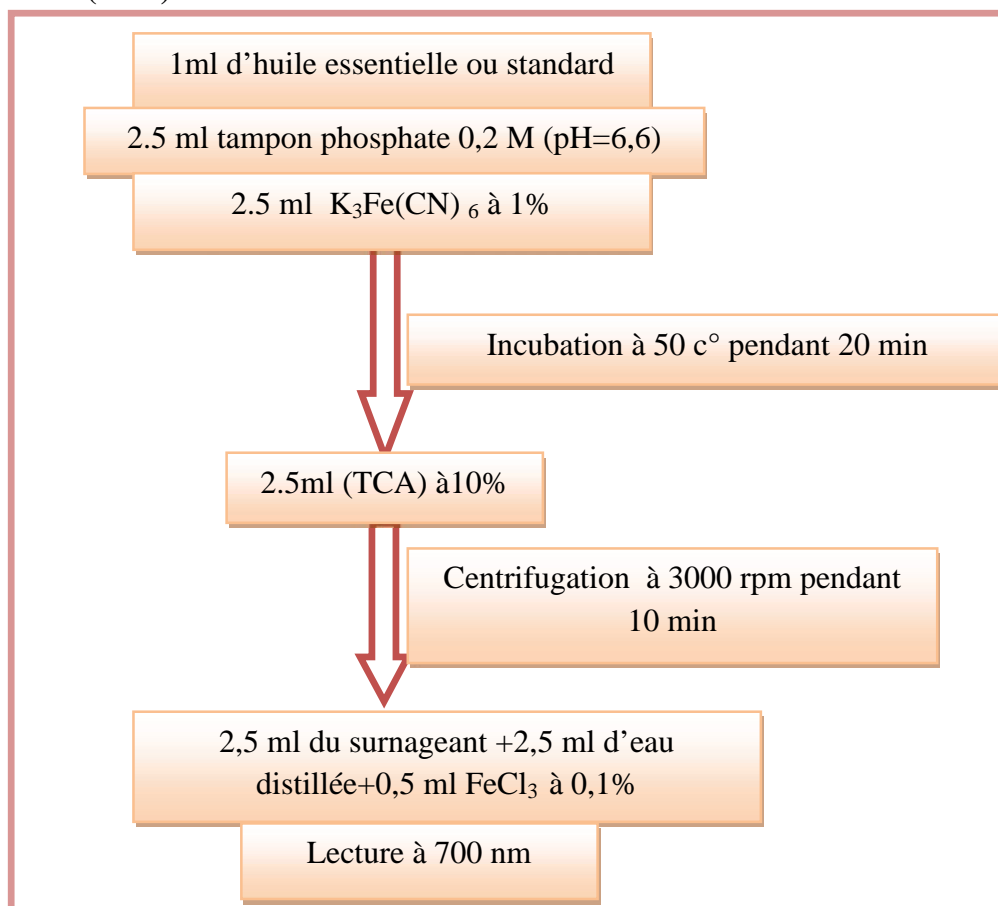 1ml d’huile essentielle ou standard
2.5 ml tampon phosphate 0,2 M (pH=6,6)
2.5 ml K₃Fe(CN) ₆ à 1%
Incubation à 50 c° pendant 20 min
2.5ml (TCA) à10%
Centrifugation à 3000 rpm pendant
10 min
2,5 ml du surnageant +2,5 ml d’eau
distillée+0,5 ml FeCl₃ à 0,1%
Lecture à 700 nm